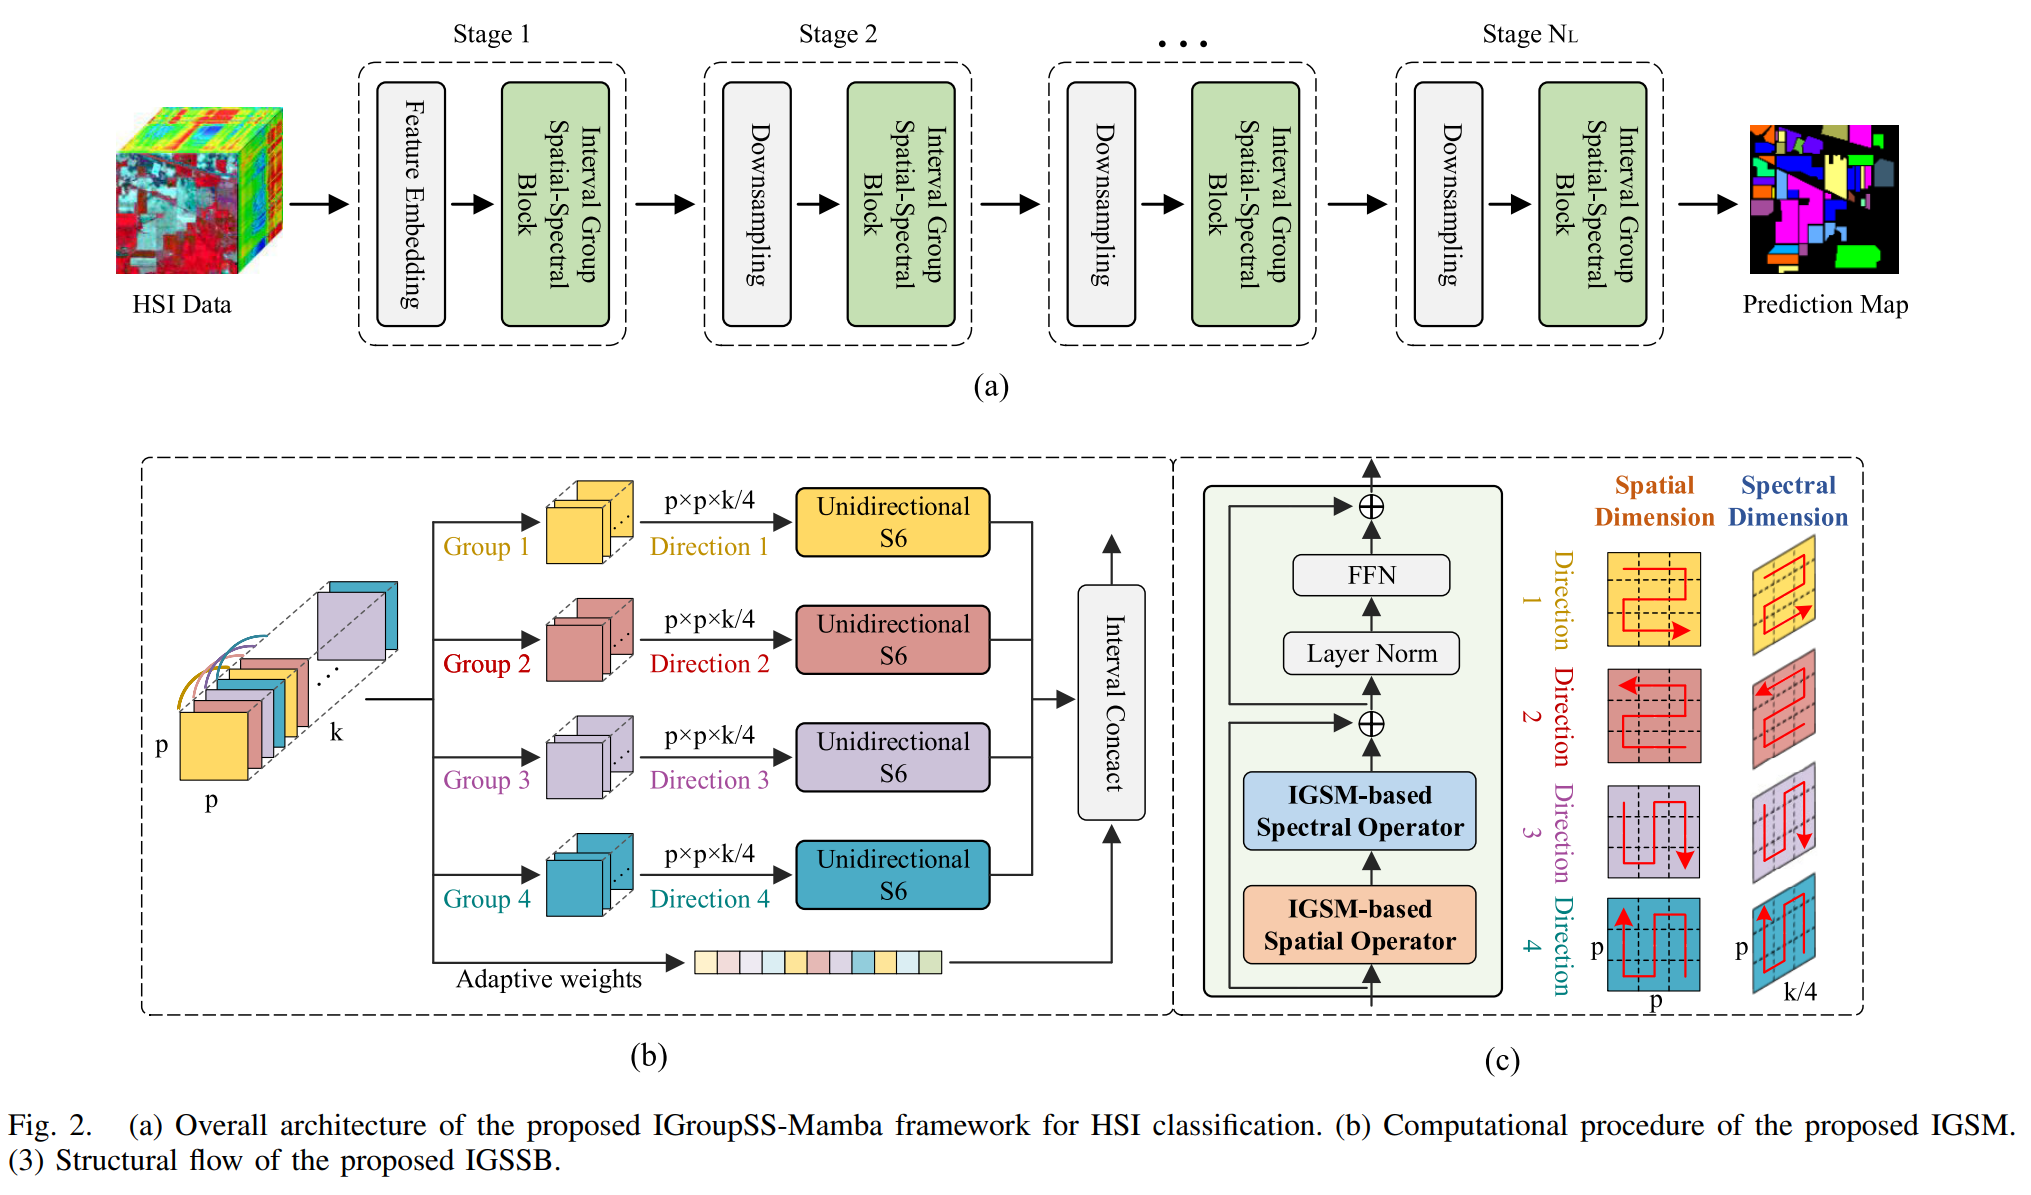 Stage 1
Stage 2
...
Stage NL
Feature Embedding
Interval Group
Spatial-Spectral
Block
Downsampling
Interval Group
Spatial-Spectral
Block
Downsampling
Interval Group
Spatial-Spectral
Block
Downsampling
Interval Group
Spatial-Spectral
Block
HSI Data
Prediction Map
(a)
p
p
k
Group 1
p×p×k/4
Direction 1
Unidirectional
S6
Group 2
p×p×k/4
Direction 2
Unidirectional
S6
Group 3
p×p×k/4
Direction 3
Unidirectional
S6
Group 4
p×p×k/4
Direction 4
Unidirectional
S6
Adaptive weights
Interval Concact
(b)
FFN
Layer Norm
IGSM-based
Spectral Operator
IGSM-based
Spatial Operator
Spatial
Dimension
Spectral
Dimension
Direction
1
Direction
2
Direction
3
Direction
4
p
p
p
k/4
(c)
Fig. 2. (a) Overall architecture of the proposed IGroupSS-Mamba framework for HSI classification. (b) Computational procedure of the proposed IGSM.
(3) Structural flow of the proposed IGSSB.